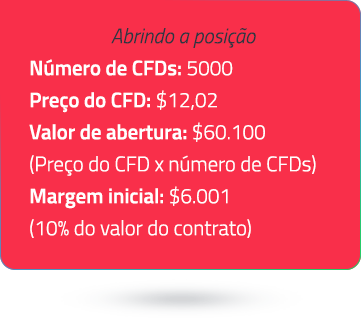 Abrindo a posição
Número de CFDs: 5000
Preço do CFD: $12,02
Valor de abertura: $60.100
(Preço do CFD x número de CFDs)
Margem inicial: $6.001
(10% do valor do contrato)